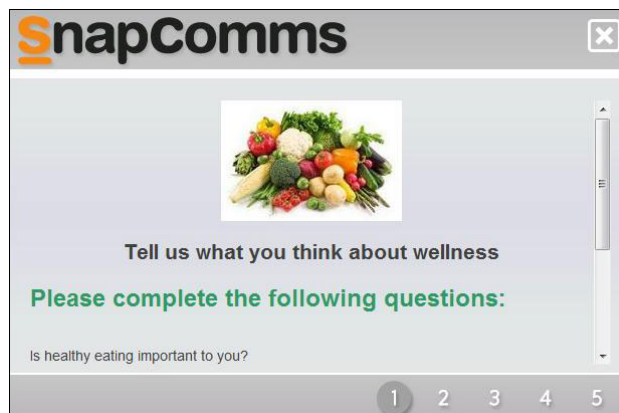 SnapComms
Tell us what you think about wellness
Please complete the following questions:
Is healthy eating important to you?
1 2 3 4 5